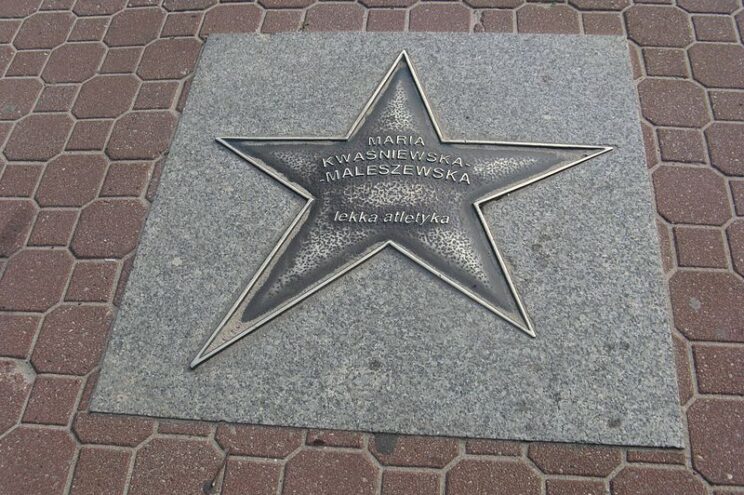 MARIA
KWAŚNIEWSKA-
-MALESZEWSKA
lekka atletyka